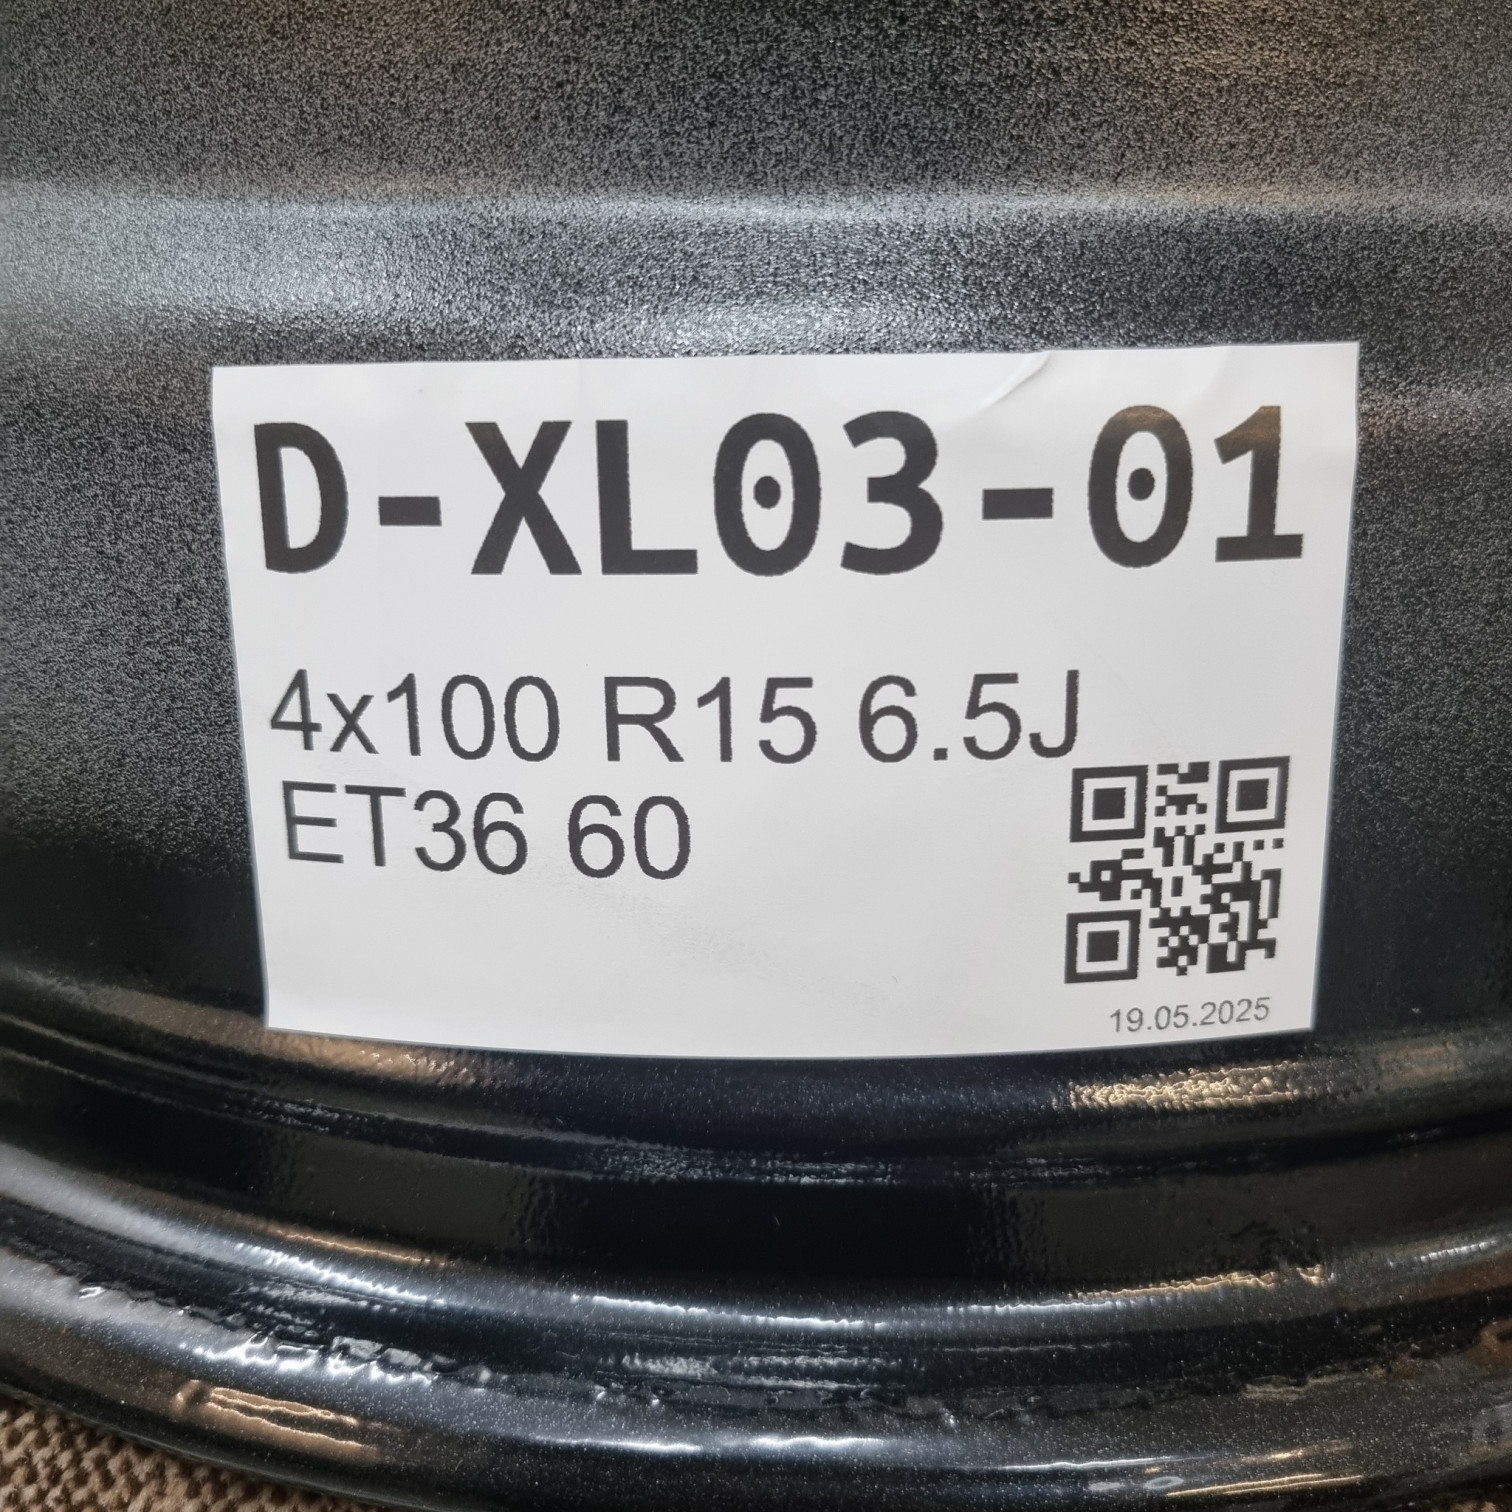 D-XL03-01
4x100 R15 6.5J
ET36 60
19.05.2025